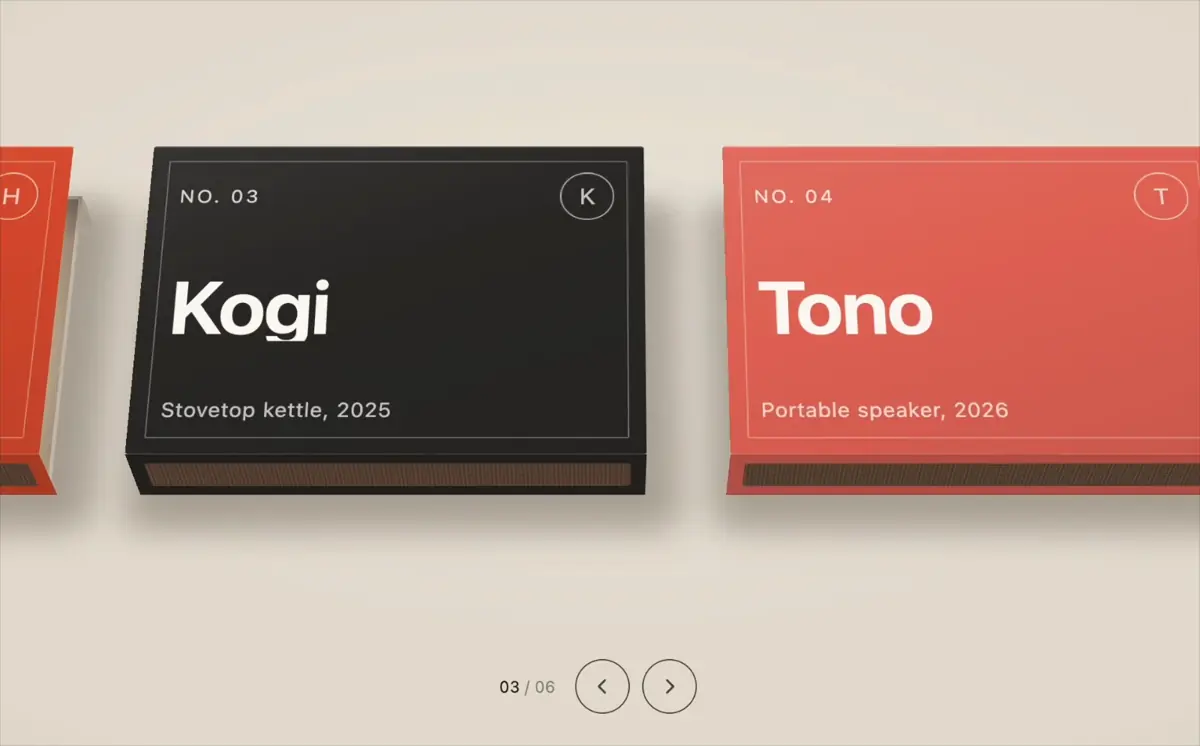 H
NO. 03
K
Kogi
Stovetop kettle, 2025
NO. 04
T
Tono
Portable speaker, 2026
03 / 06